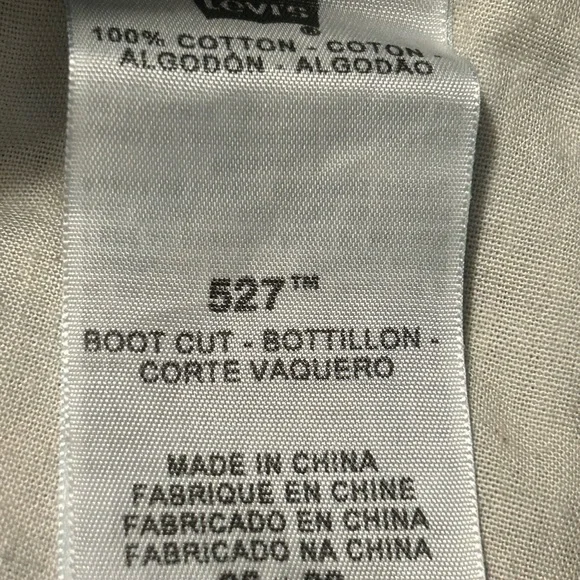 Levi's
®
100% COTTON - COTON -
ALGODÓN - ALGODÃO
527™
BOOT CUT - BOTTILLON -
CORTE VAQUERO
MADE IN CHINA
FABRIQUE EN CHINE
FABRICADO EN CHINA
FABRICADO NA CHINA